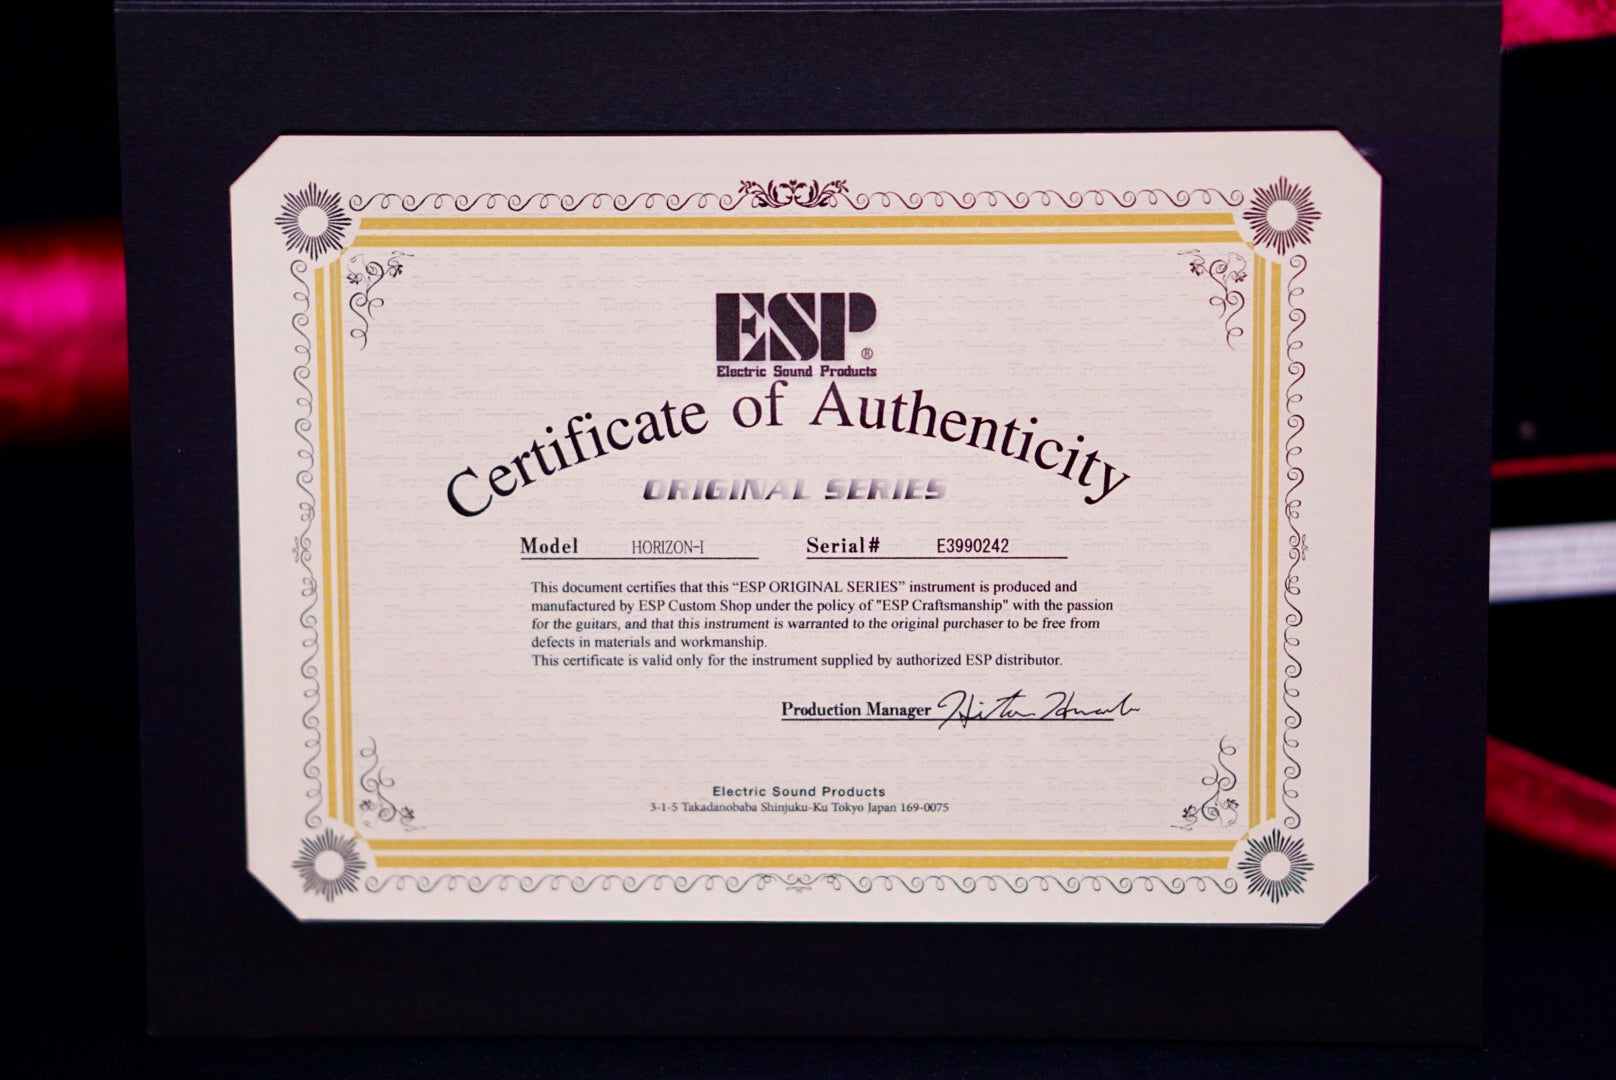 ESP®
Electric Sound Products
Certificate of Authenticity
ORIGINAL SERIES
Model HORIZON-I Serial# E3990242
This document certifies that this “ESP ORIGINAL SERIES” instrument is produced and
manufactured by ESP Custom Shop under the policy of "ESP Craftsmanship" with the passion
for the guitars, and that this instrument is warranted to the original purchaser to be free from
defects in materials and workmanship.
This certificate is valid only for the instrument supplied by authorized ESP distributor.
Production Manager
Electric Sound Products
3-1-5 Takadanobaba Shinjuku-Ku Tokyo Japan 169-0075